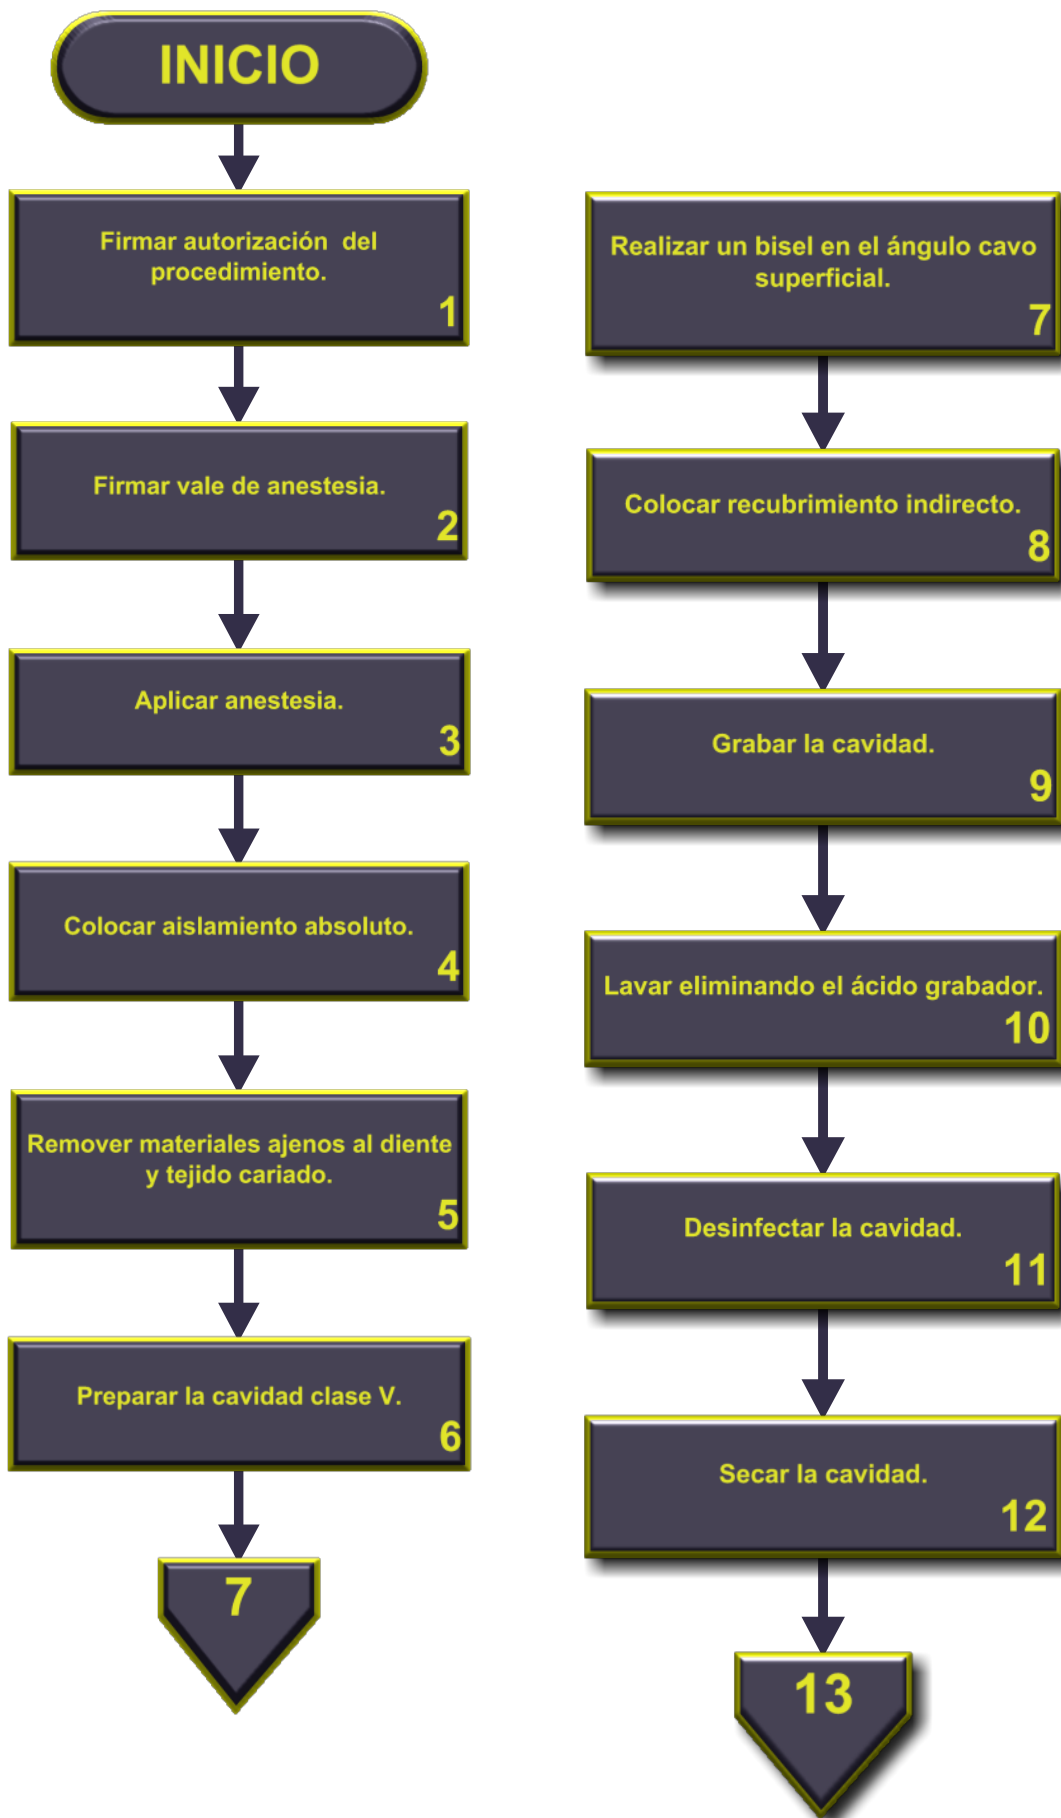 INICIO
Firmar autorización del
procedimiento.
1
Firmar vale de anestesia.
2
Aplicar anestesia.
3
Colocar aislamiento absoluto.
4
Remover materiales ajenos al diente
y tejido cariado.
5
Preparar la cavidad clase V.
6
7
Realizar un bisel en el ángulo cavo
superficial.
7
Colocar recubrimiento indirecto.
8
Grabar la cavidad.
9
Lavar eliminando el ácido grabador.
10
Desinfectar la cavidad.
11
Secar la cavidad.
12
13